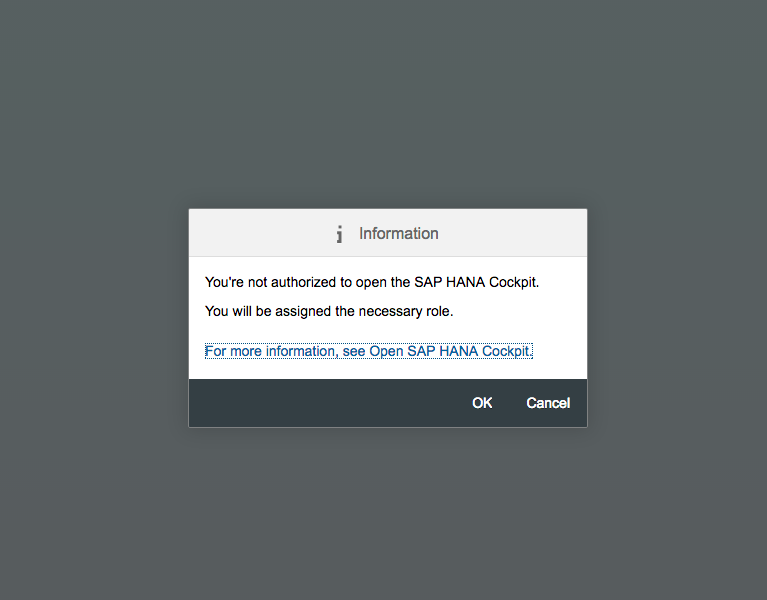 Information
You're not authorized to open the SAP HANA Cockpit.
You will be assigned the necessary role.
For more information, see Open SAP HANA Cockpit.
OK Cancel